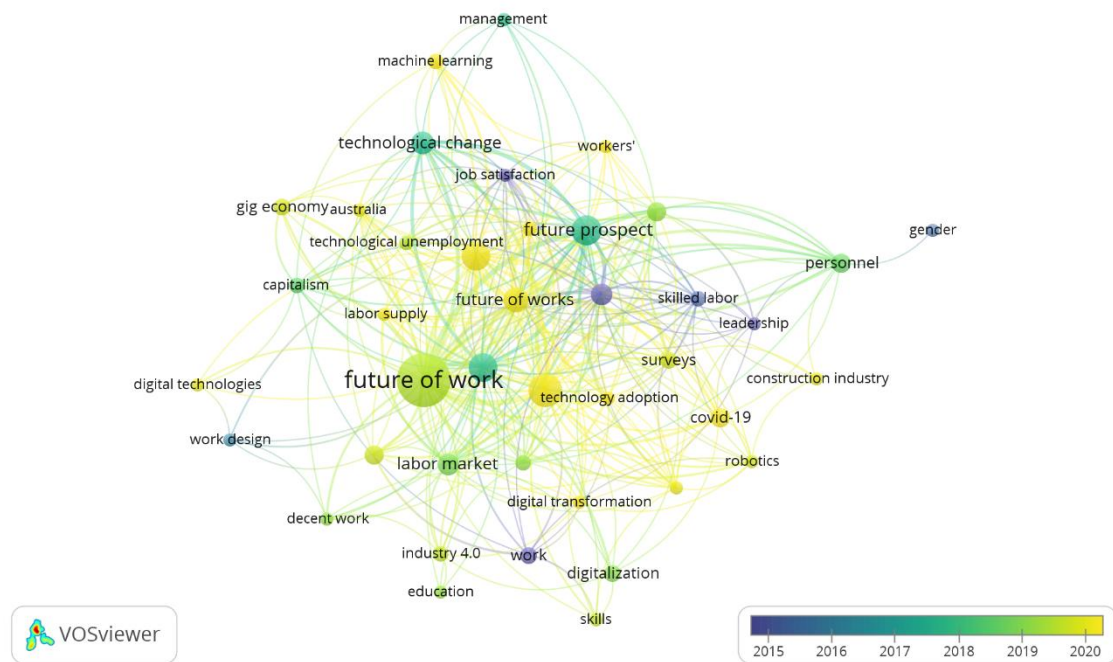 management
machine learning
technological change
workers'
job satisfaction
gig economy
australia
future prospect
gender
technological unemployment
personnel
capitalism
future of works
skilled labor
labor supply
leadership
surveys
future of work
construction industry
digital technologies
technology adoption
covid-19
work design
labor market
robotics
digital transformation
decent work
industry 4.0
work
digitalization
education
skills
VOSviewer
2015 2016 2017 2018 2019 2020